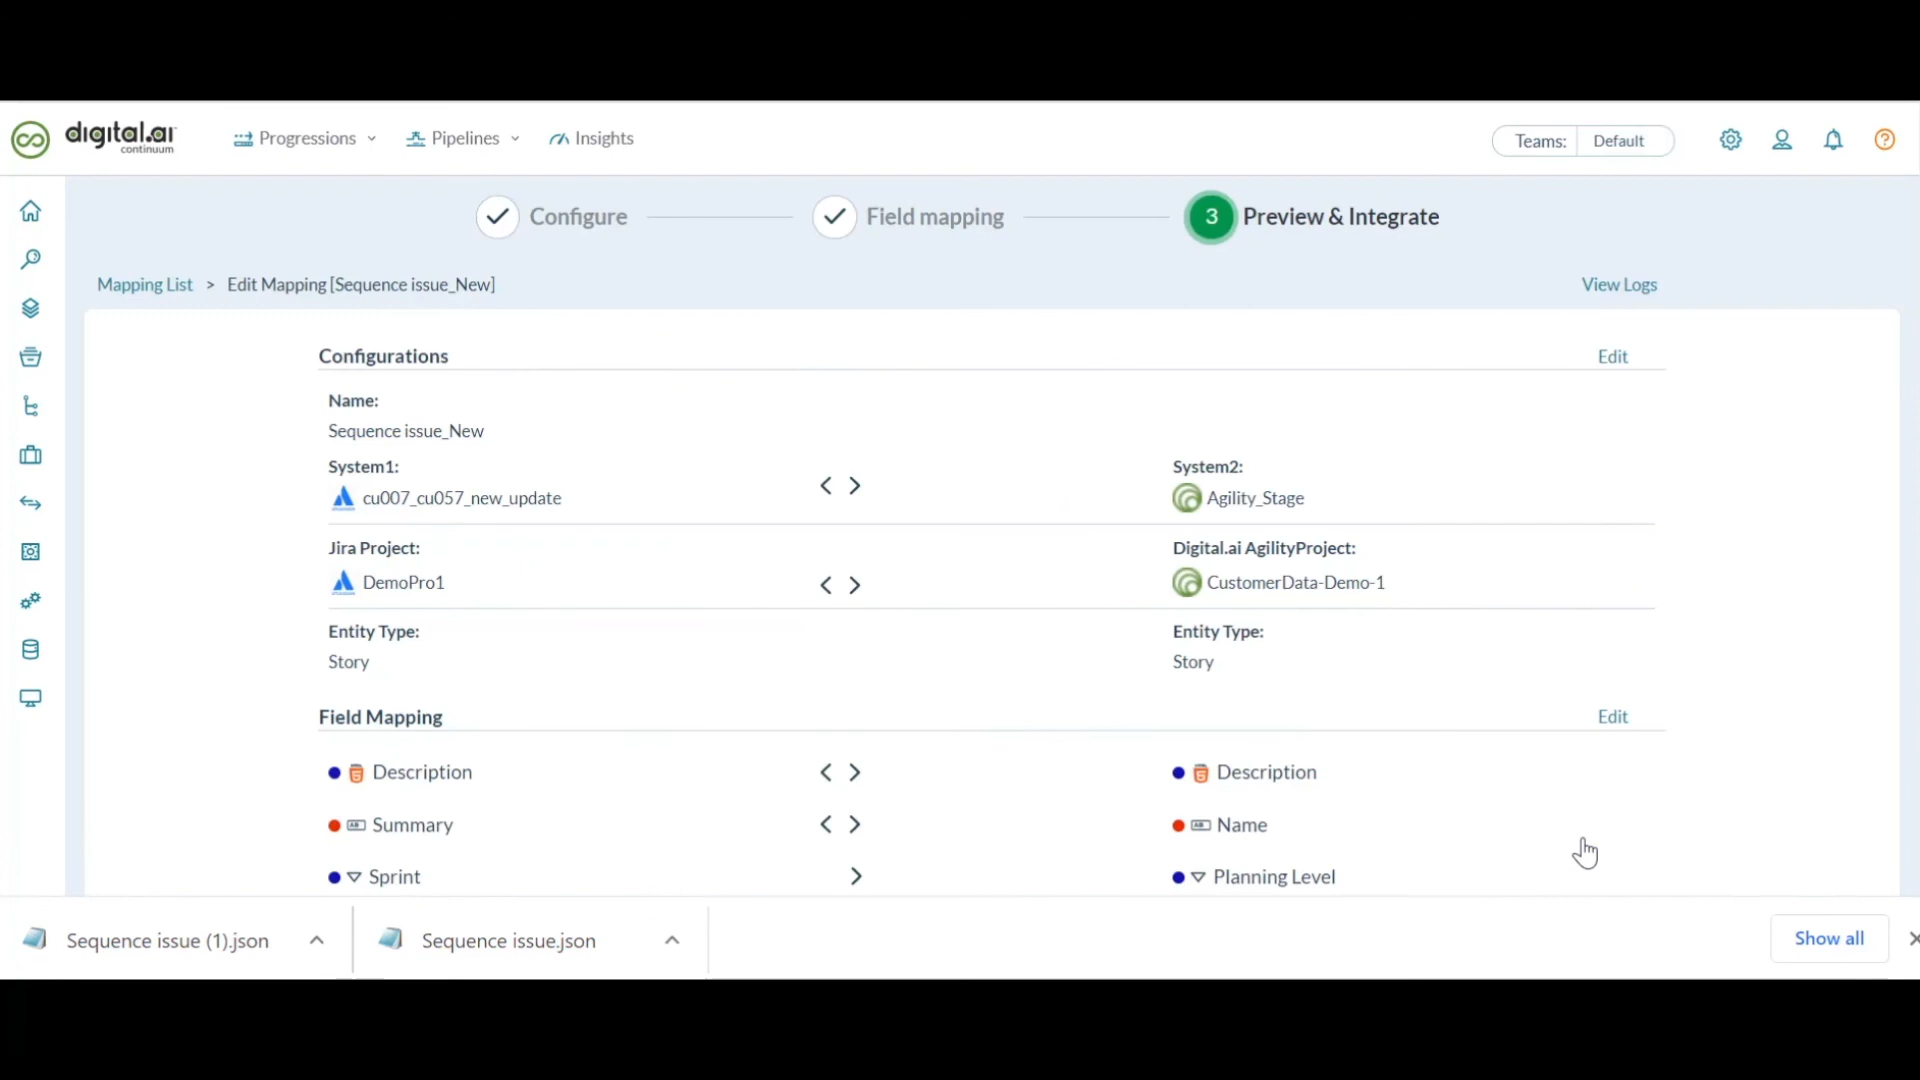 digital.ai
continuum
Progressions
Pipelines
Insights
Teams:
Default
Configure
Field mapping
3
Preview & Integrate
Mapping List > Edit Mapping [Sequence issue_New]
View Logs
Configurations
Edit
Name:
Sequence issue_New
System1:
System2:
cu007_cu057_new_update
Agility_Stage
Jira Project:
Digital.ai AgilityProject:
DemoPro1
CustomerData-Demo-1
Entity Type:
Entity Type:
Story
Story
Field Mapping
Edit
Description
Description
Summary
Name
Sprint
Planning Level
Sequence issue (1).json
Sequence issue.json
Show all